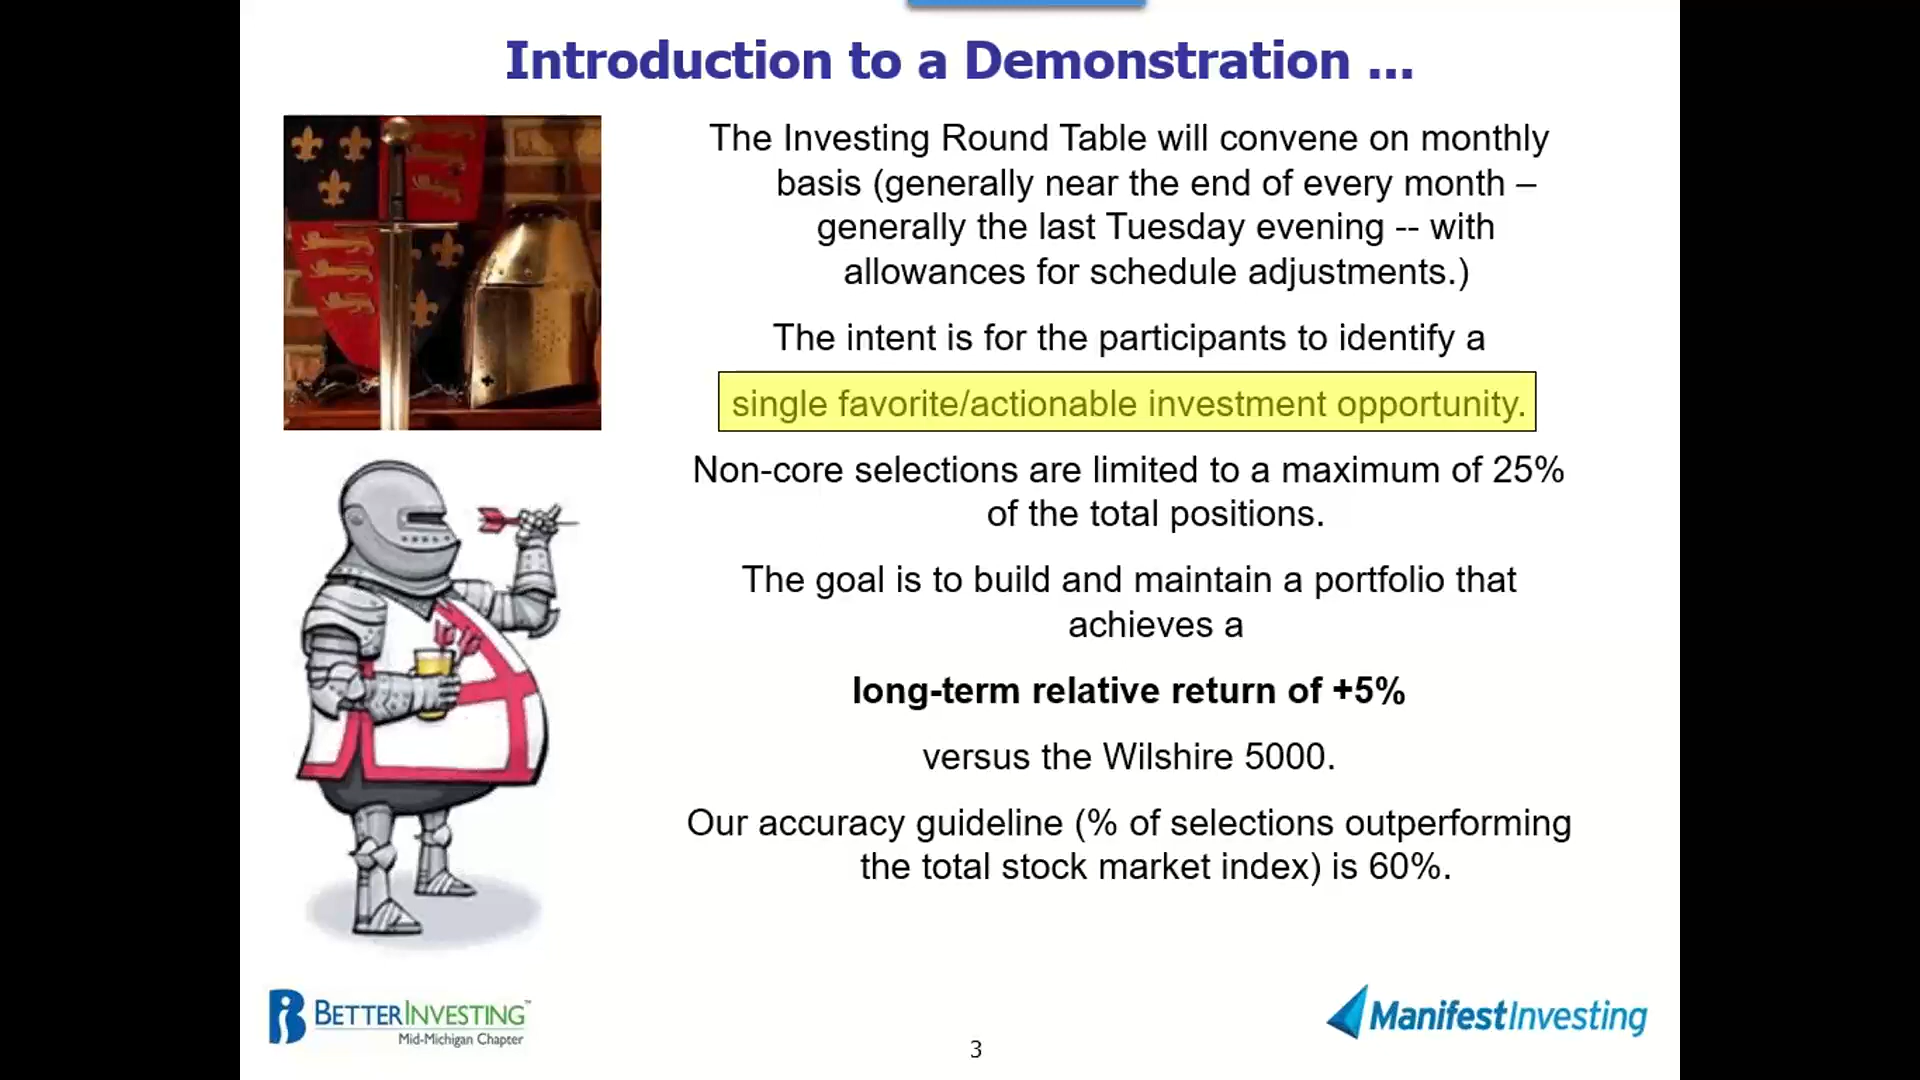 Introduction to a Demonstration ...
The Investing Round Table will convene on monthly
basis (generally near the end of every month –
generally the last Tuesday evening -- with
allowances for schedule adjustments.)
The intent is for the participants to identify a
single favorite/actionable investment opportunity.
Non-core selections are limited to a maximum of 25%
of the total positions.
The goal is to build and maintain a portfolio that
achieves a
long-term relative return of +5%
versus the Wilshire 5000.
Our accuracy guideline (% of selections outperforming
the total stock market index) is 60%.
BETTERINVESTING™
Mid-Michigan Chapter
ManifestInvesting
3